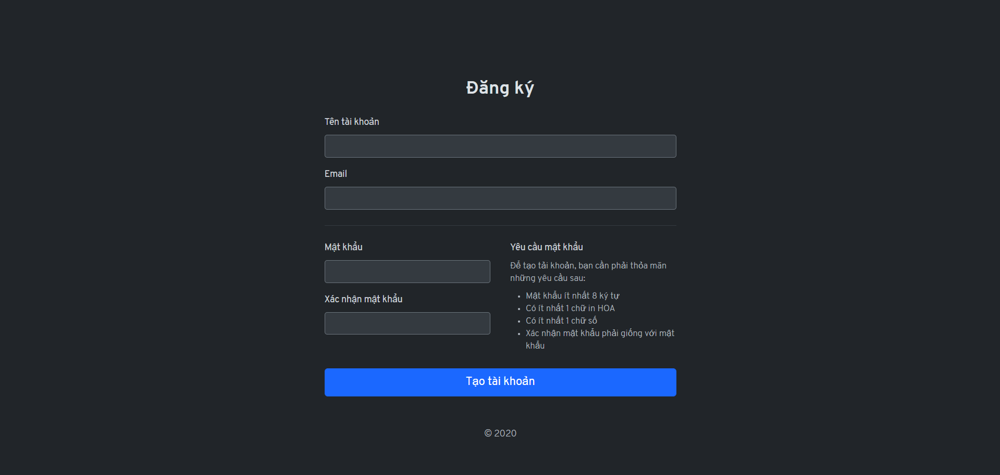 Đăng ký
Tên tài khoản
Email
Mật khẩu
Xác nhận mật khẩu
Yêu cầu mật khẩu
Để tạo tải khoản, bạn cần phải thỏa mãn
những yêu cầu sau:
• Mật khẩu ít nhất 8 ký tự
• Có ít nhất 1 chữ in HOA
• Có ít nhất 1 chữ số
• Xác nhận mật khẩu phải giống với mật
khẩu
Tạo tài khoản
© 2020